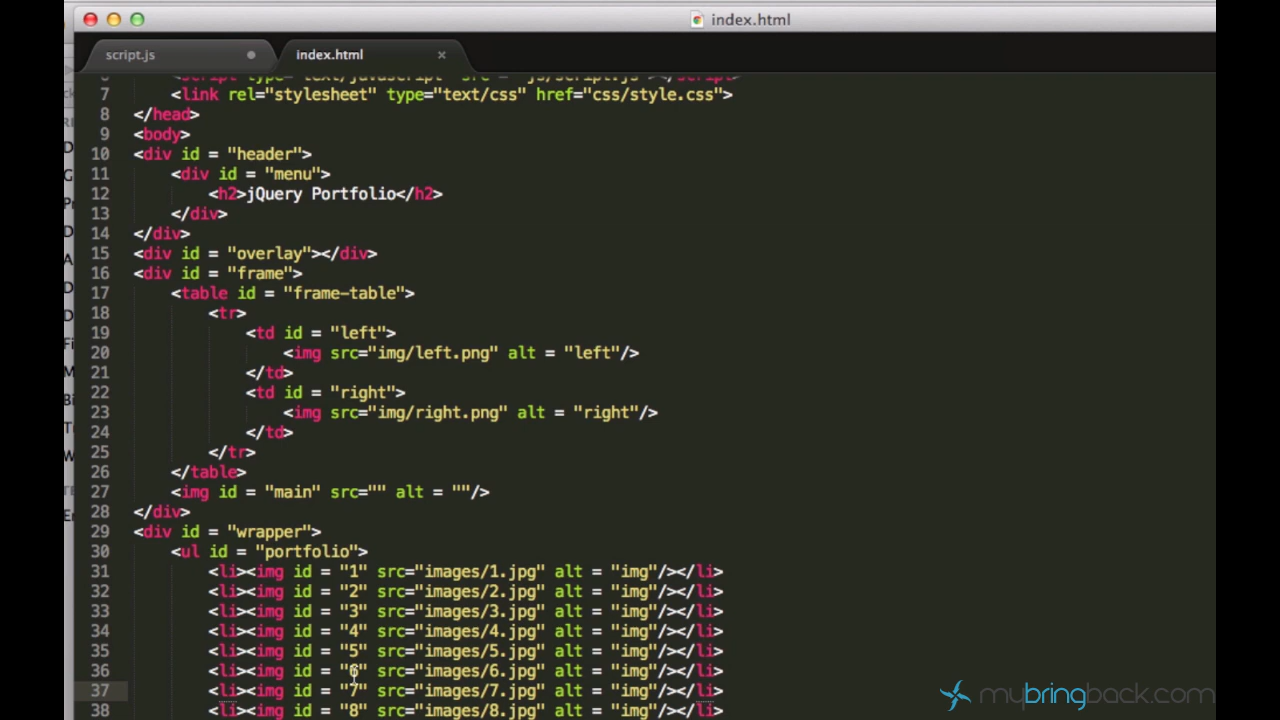 index.html
script.js
index.html
6 <script type="text/javascript" src = "js/script.js"></script>
7 <link rel="stylesheet" type="text/css" href="css/style.css">
8 </head>
9 <body>
10 <div id = "header">
11 <div id = "menu">
12 <h2>jQuery Portfolio</h2>
13 </div>
14 </div>
15 <div id = "overlay"></div>
16 <div id = "frame">
17 <table id = "frame-table">
18 <tr>
19 <td id = "left">
20 <img src="img/left.png" alt = "left"/>
21 </td>
22 <td id = "right">
23 <img src="img/right.png" alt = "right"/>
24 </td>
25 </tr>
26 </table>
27 <img id = "main" src="" alt = ""/>
28 </div>
29 <div id = "wrapper">
30 <ul id = "portfolio">
31 <li><img id = "1" src="images/1.jpg" alt = "img"/></li>
32 <li><img id = "2" src="images/2.jpg" alt = "img"/></li>
33 <li><img id = "3" src="images/3.jpg" alt = "img"/></li>
34 <li><img id = "4" src="images/4.jpg" alt = "img"/></li>
35 <li><img id = "5" src="images/5.jpg" alt = "img"/></li>
36 <li><img id = "6" src="images/6.jpg" alt = "img"/></li>
37 <li><img id = "7" src="images/7.jpg" alt = "img"/></li>
38 <li><img id = "8" src="images/8.jpg" alt = "img"/></li>
mybringback.com